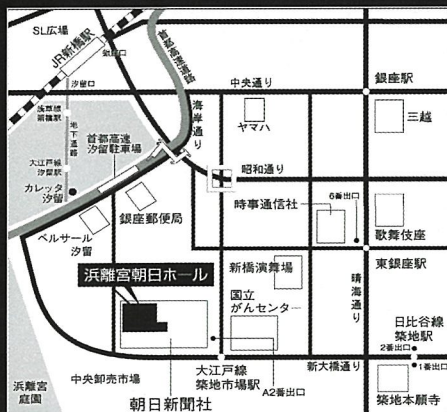 SL広場
JR新橋駅
銀座口
汐留口
首都高速道路
中央通り
銀座駅
浅草線
新橋駅
地下通路
海岸通り
ヤマハ
三越
首都高速
汐留駐車場
昭和通り
大江戸線
汐留駅
カレッタ
汐留
時事通信社
6番出口
銀座郵便局
歌舞伎座
ベルサール
汐留
東銀座駅
新橋演舞場
晴海通り
浜離宮朝日ホール
国立
がんセンター
日比谷線
築地駅
2番出口
1番出口
大江戸線
築地市場駅
新大橋通り
中央卸売市場
A2番出口
浜離宮
庭園
朝日新聞社
築地本願寺